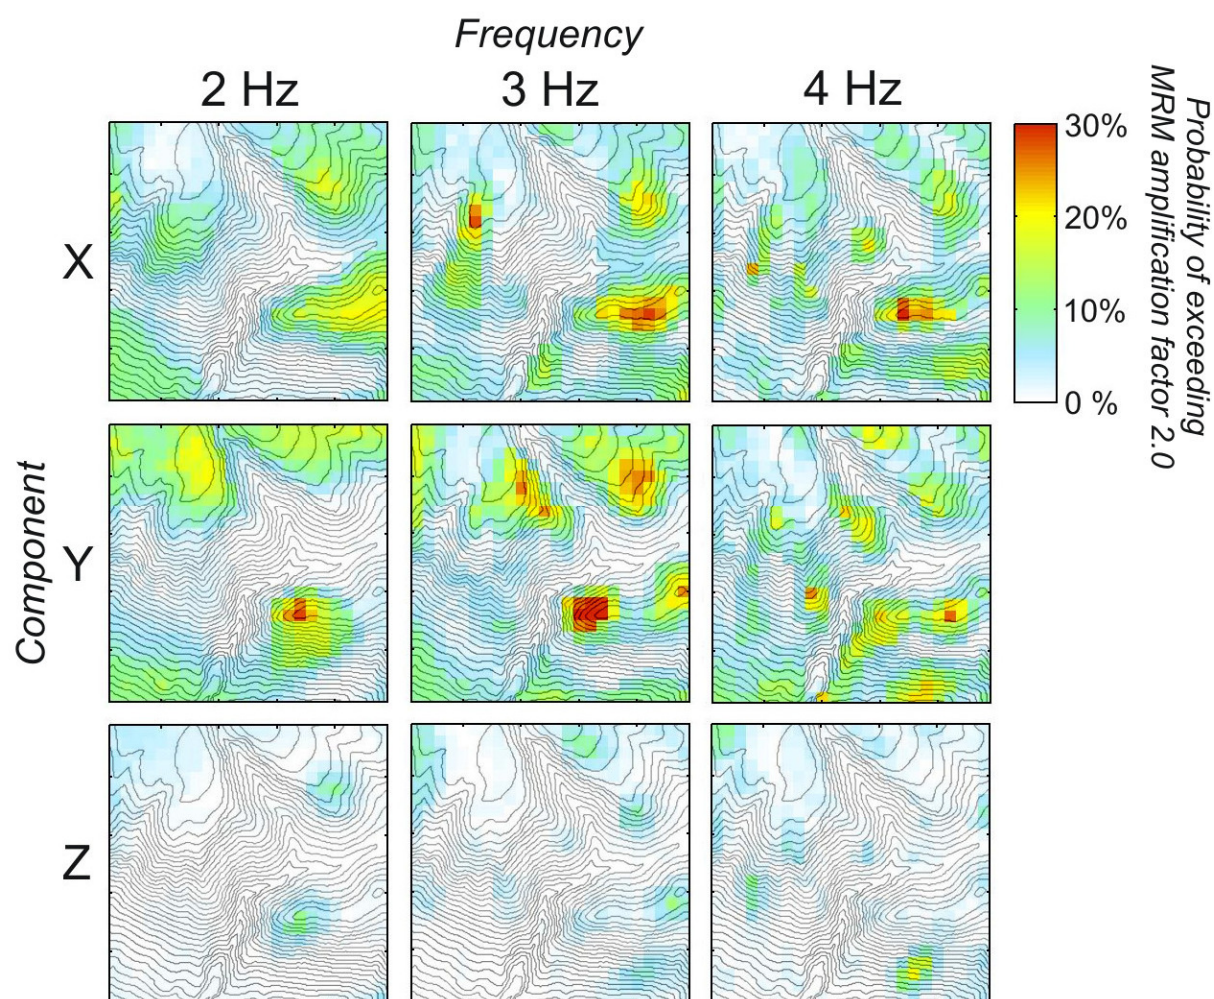 Frequency
2 Hz
3 Hz
4 Hz
30%
20%
10%
0 %
Probability of exceeding
MRM amplification factor 2.0
Component
X
Y
Z